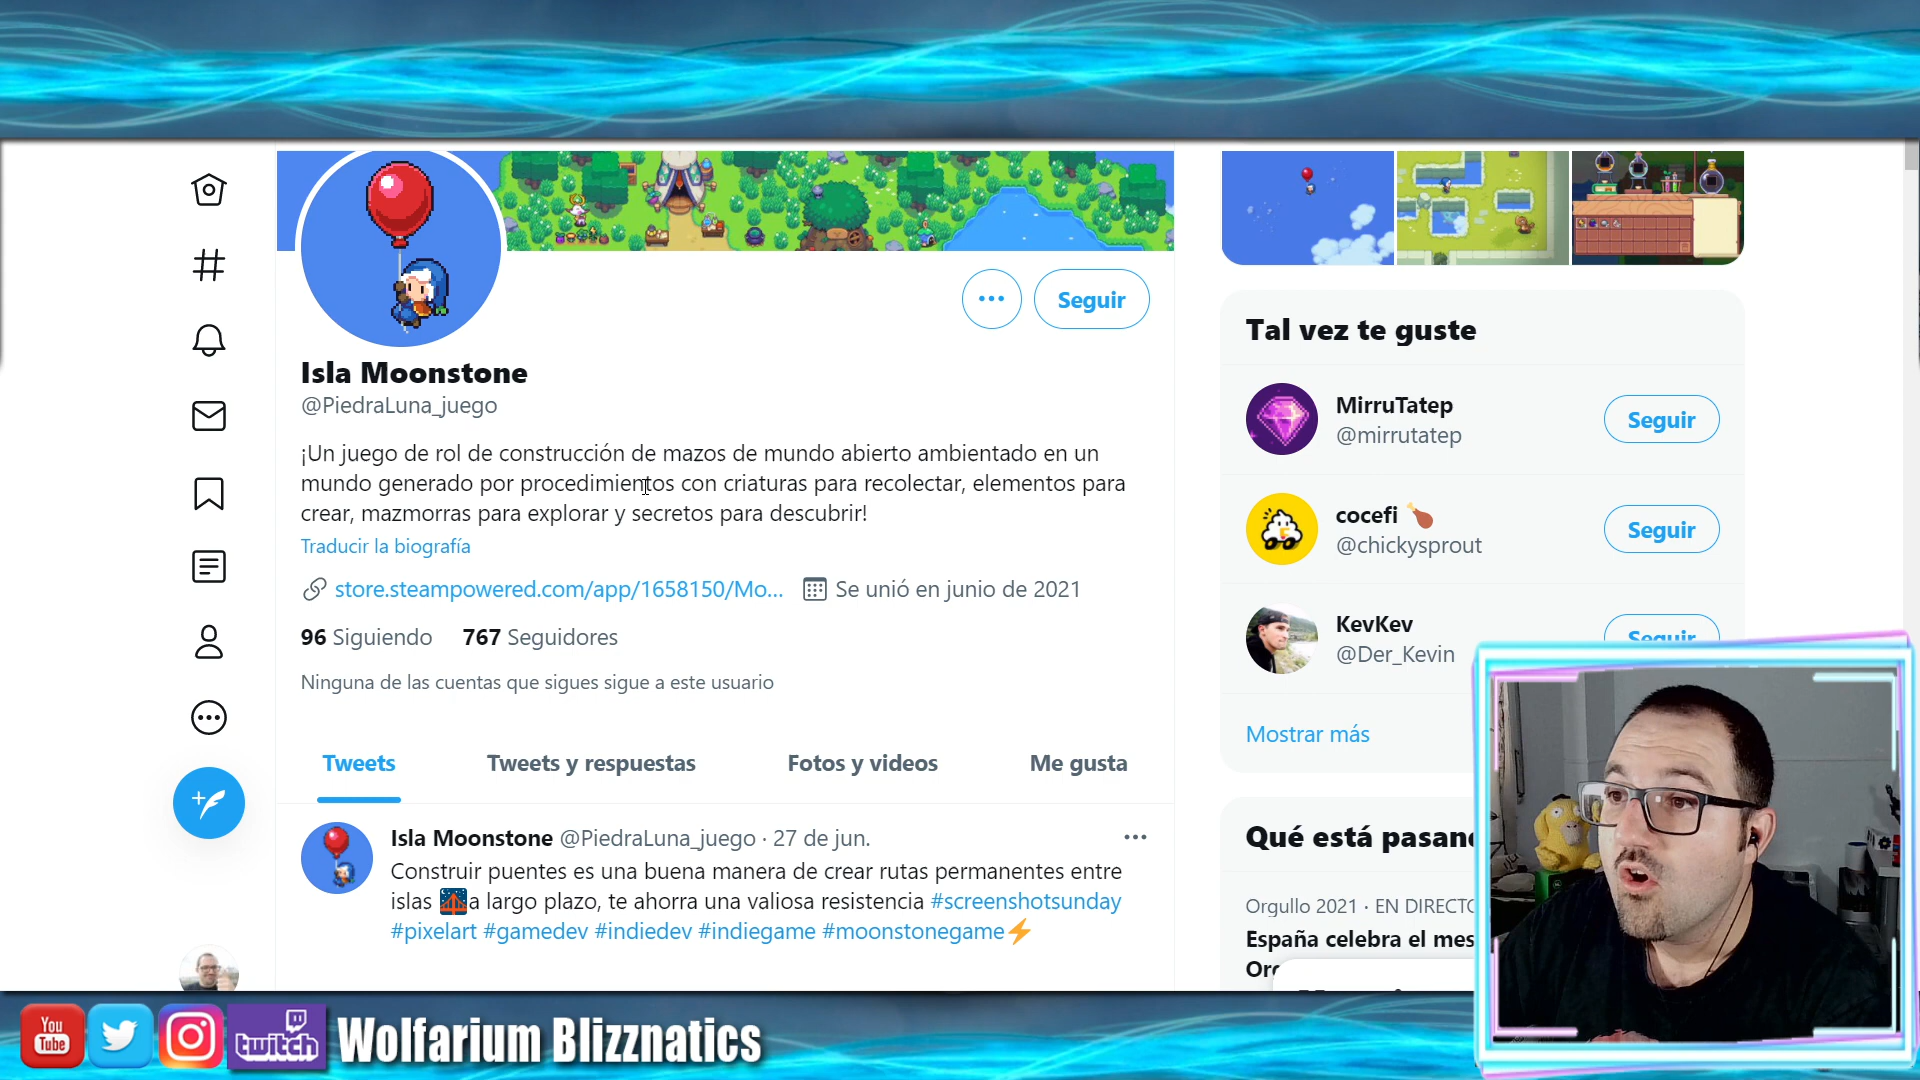 Seguir
Isla Moonstone
@PiedraLuna_juego
¡Un juego de rol de construcción de mazos de mundo abierto ambientado en un
mundo generado por procedimientos con criaturas para recolectar, elementos para
crear, mazmorras para explorar y secretos para descubrir!
Traducir la biografía
store.steampowered.com/app/1658150/Mo...
Se unió en junio de 2021
96 Siguiendo
767 Seguidores
Ninguna de las cuentas que sigues sigue a este usuario
Tweets
Tweets y respuestas
Fotos y videos
Me gusta
Isla Moonstone @PiedraLuna_juego · 27 de jun.
Construir puentes es una buena manera de crear rutas permanentes entre
islas a largo plazo, te ahorra una valiosa resistencia #screenshotsunday
#pixelart #gamedev #indiedev #indiegame #moonstonegame
Tal vez te guste
MirruTatep
@mirrutatep
Seguir
cocefi
@chickysprout
Seguir
KevKev
@Der_Kevin
Seguir
Mostrar más
Qué está pasan
Orgullo 2021 · EN DIRECTO
España celebra el mes
You
Tube
twitch
Wolfarium Blizznatics